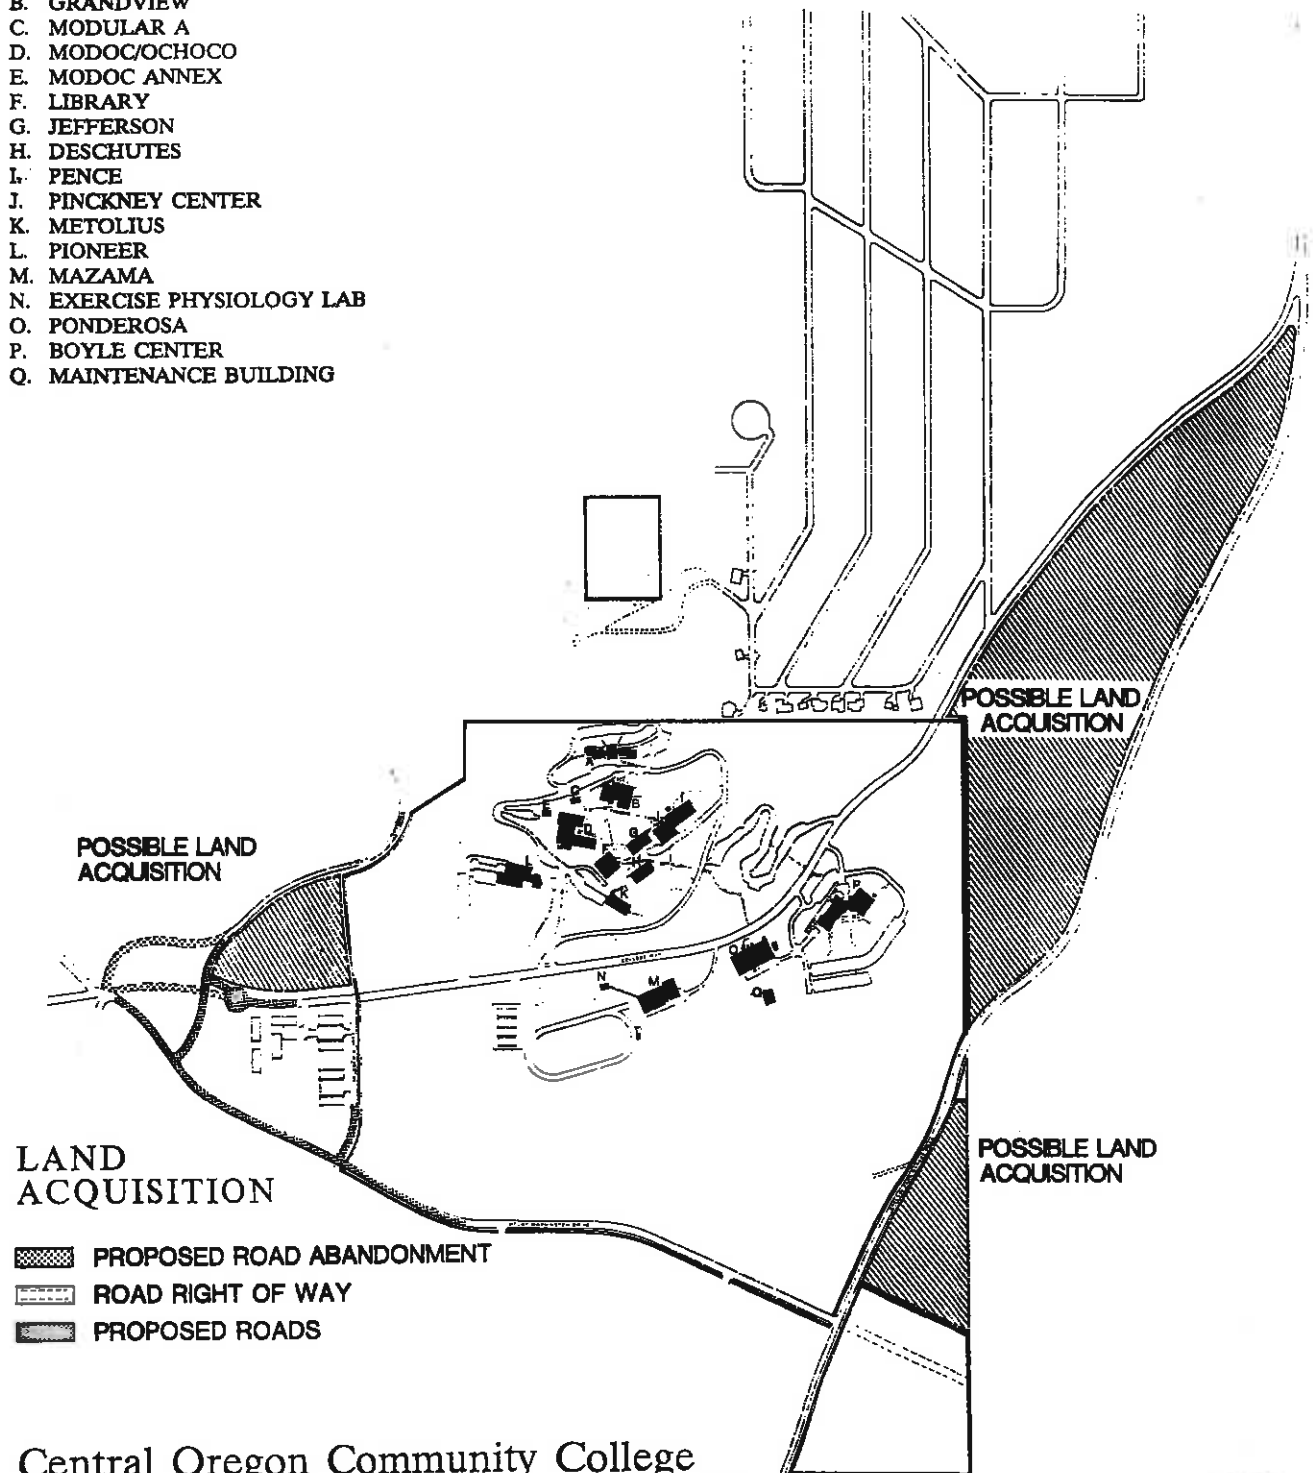 B. GRANDVIEW
C. MODULAR A
D. MODOC/OCHOCO
E. MODOC ANNEX
F. LIBRARY
G. JEFFERSON
H. DESCHUTES
I. PENCE
J. PINCKNEY CENTER
K. METOLIUS
L. PIONEER
M. MAZAMA
N. EXERCISE PHYSIOLOGY LAB
O. PONDEROSA
P. BOYLE CENTER
Q. MAINTENANCE BUILDING
POSSIBLE LAND
ACQUISITION
A
C
B
E
D
G
H
L
K
P
POSSIBLE LAND
ACQUISITION
COLLEGE WAY
O
N
M
Q
POSSIBLE LAND
ACQUISITION
LAND
ACQUISITION
PROPOSED ROAD ABANDONMENT
ROAD RIGHT OF WAY
PROPOSED ROADS
Central Oregon Community College